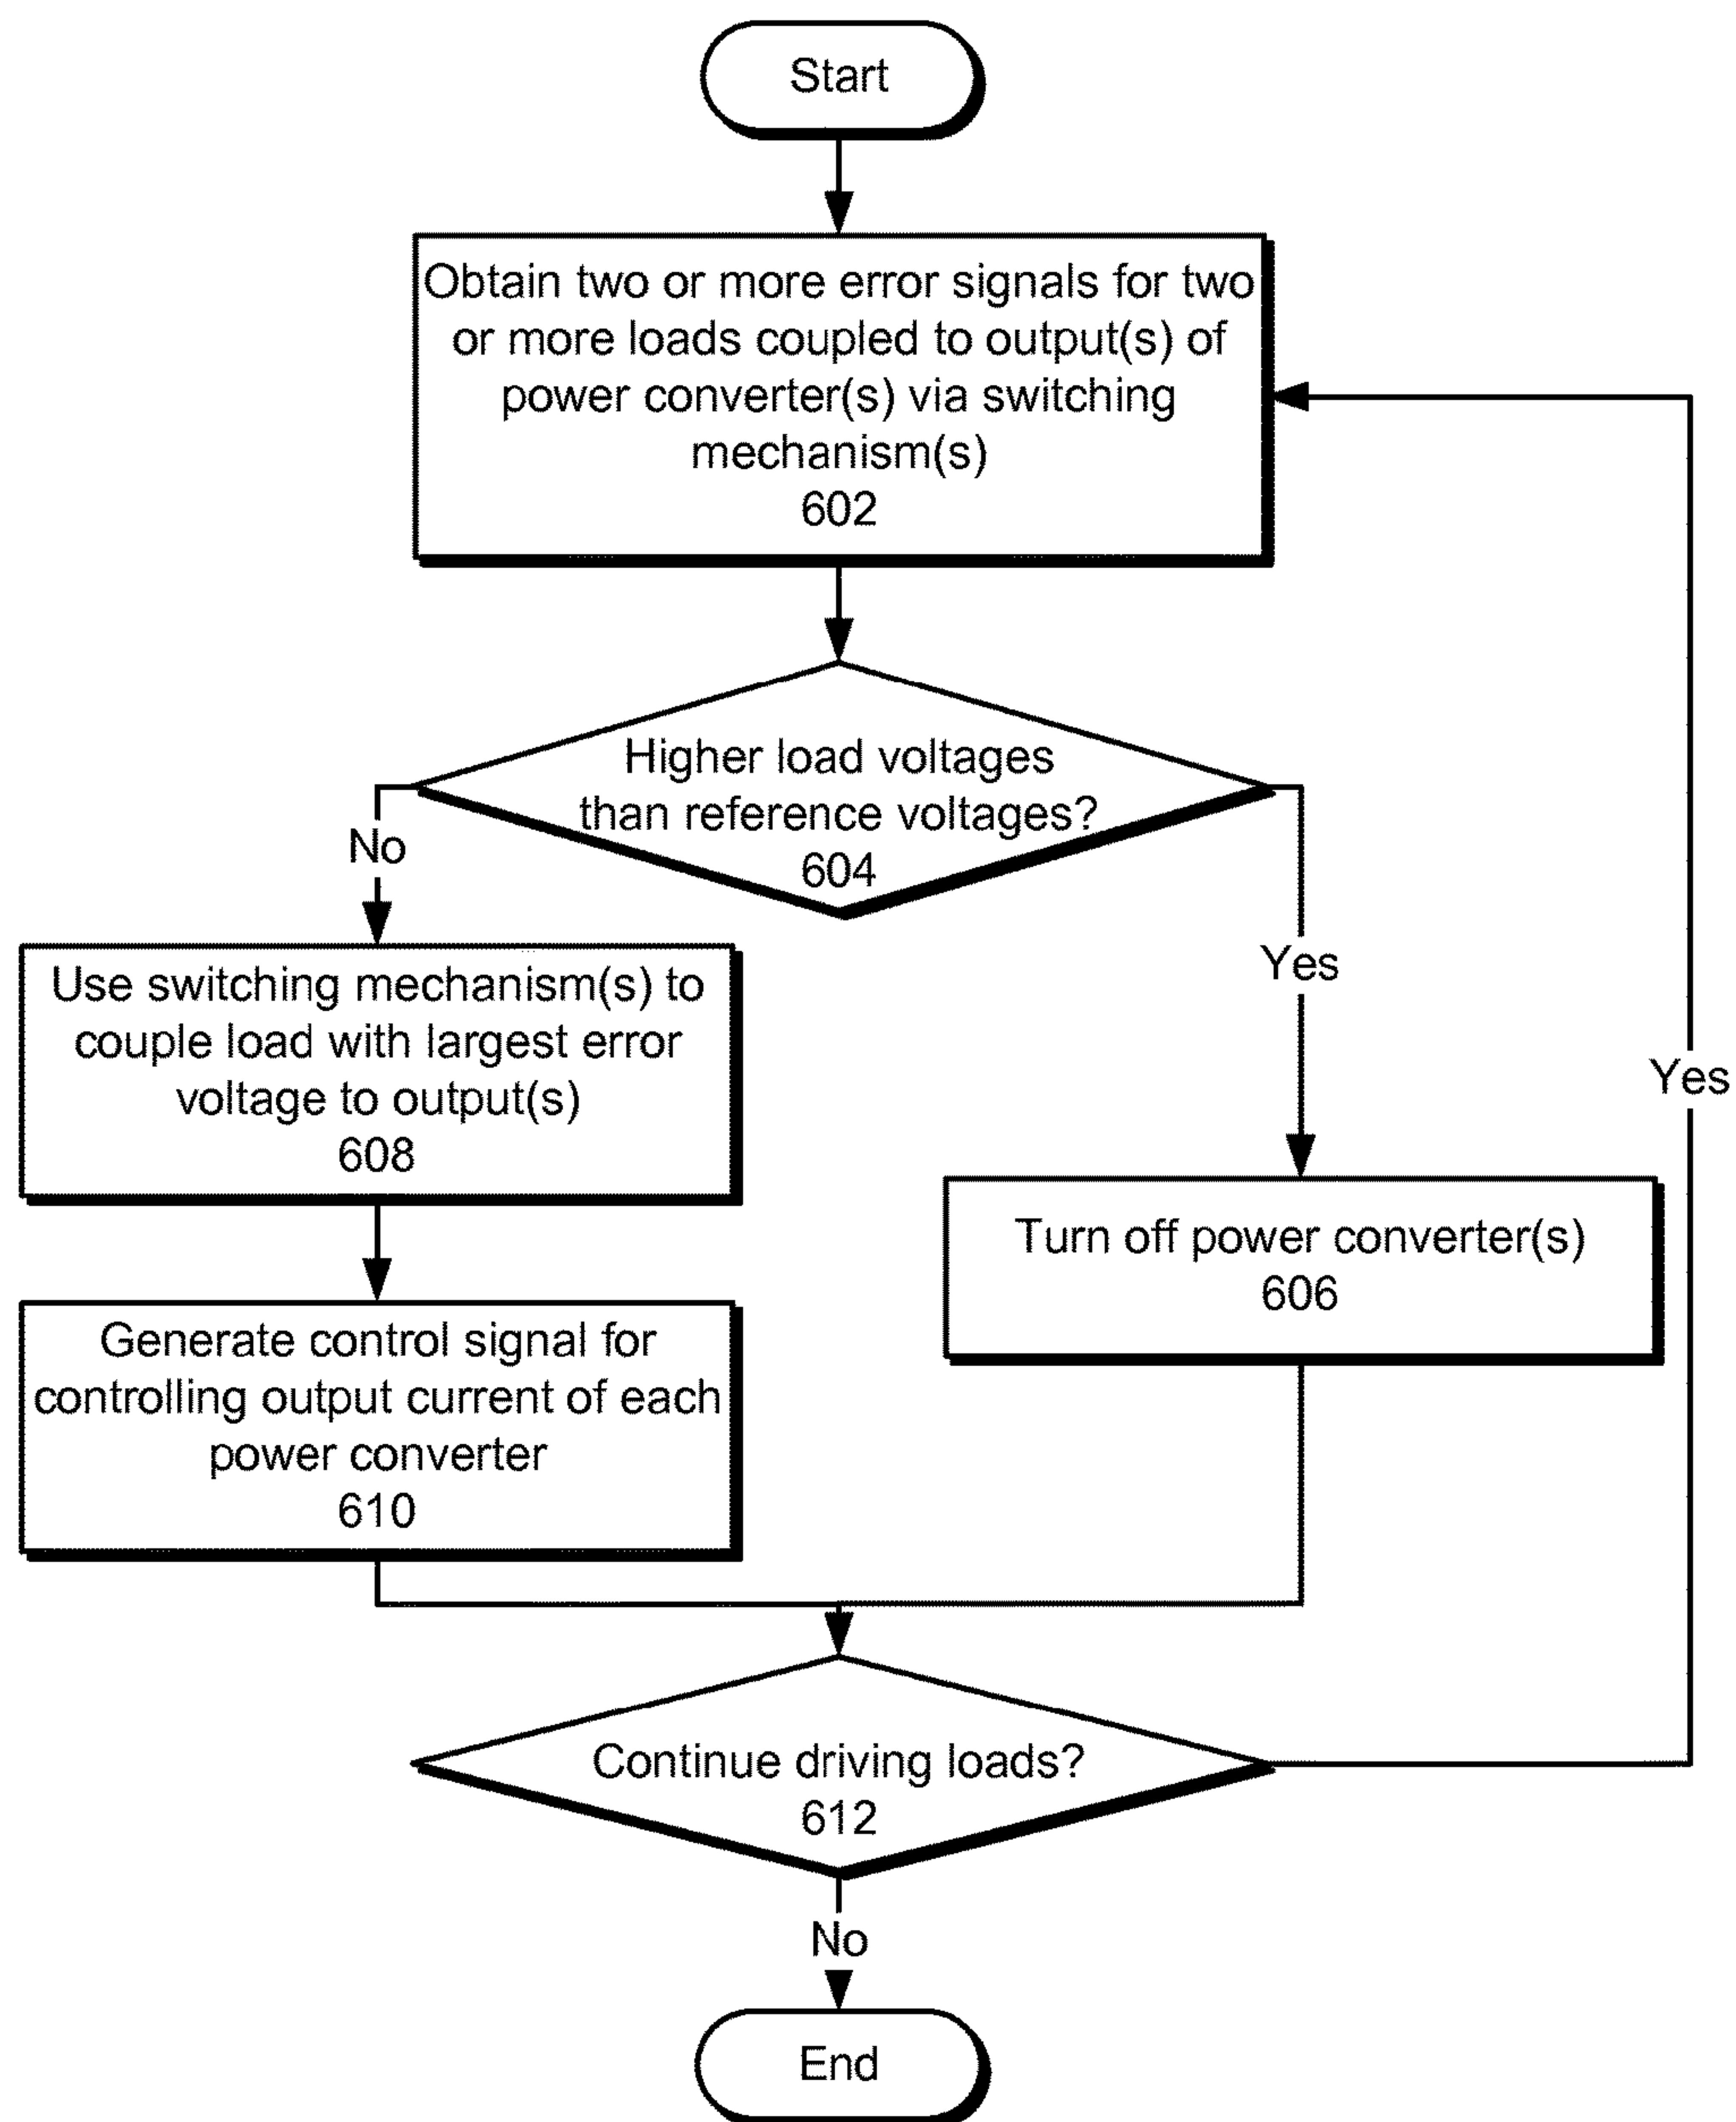 Start
Obtain two or more error signals for two
or more loads coupled to output(s) of
power converter(s) via switching
mechanism(s)
602
Higher load voltages
than reference voltages?
604
No
Yes
Use switching mechanism(s) to
couple load with largest error
voltage to output(s)
608
Yes
Turn off power converter(s)
606
Generate control signal for
controlling output current of each
power converter
610
Continue driving loads?
612
No
End